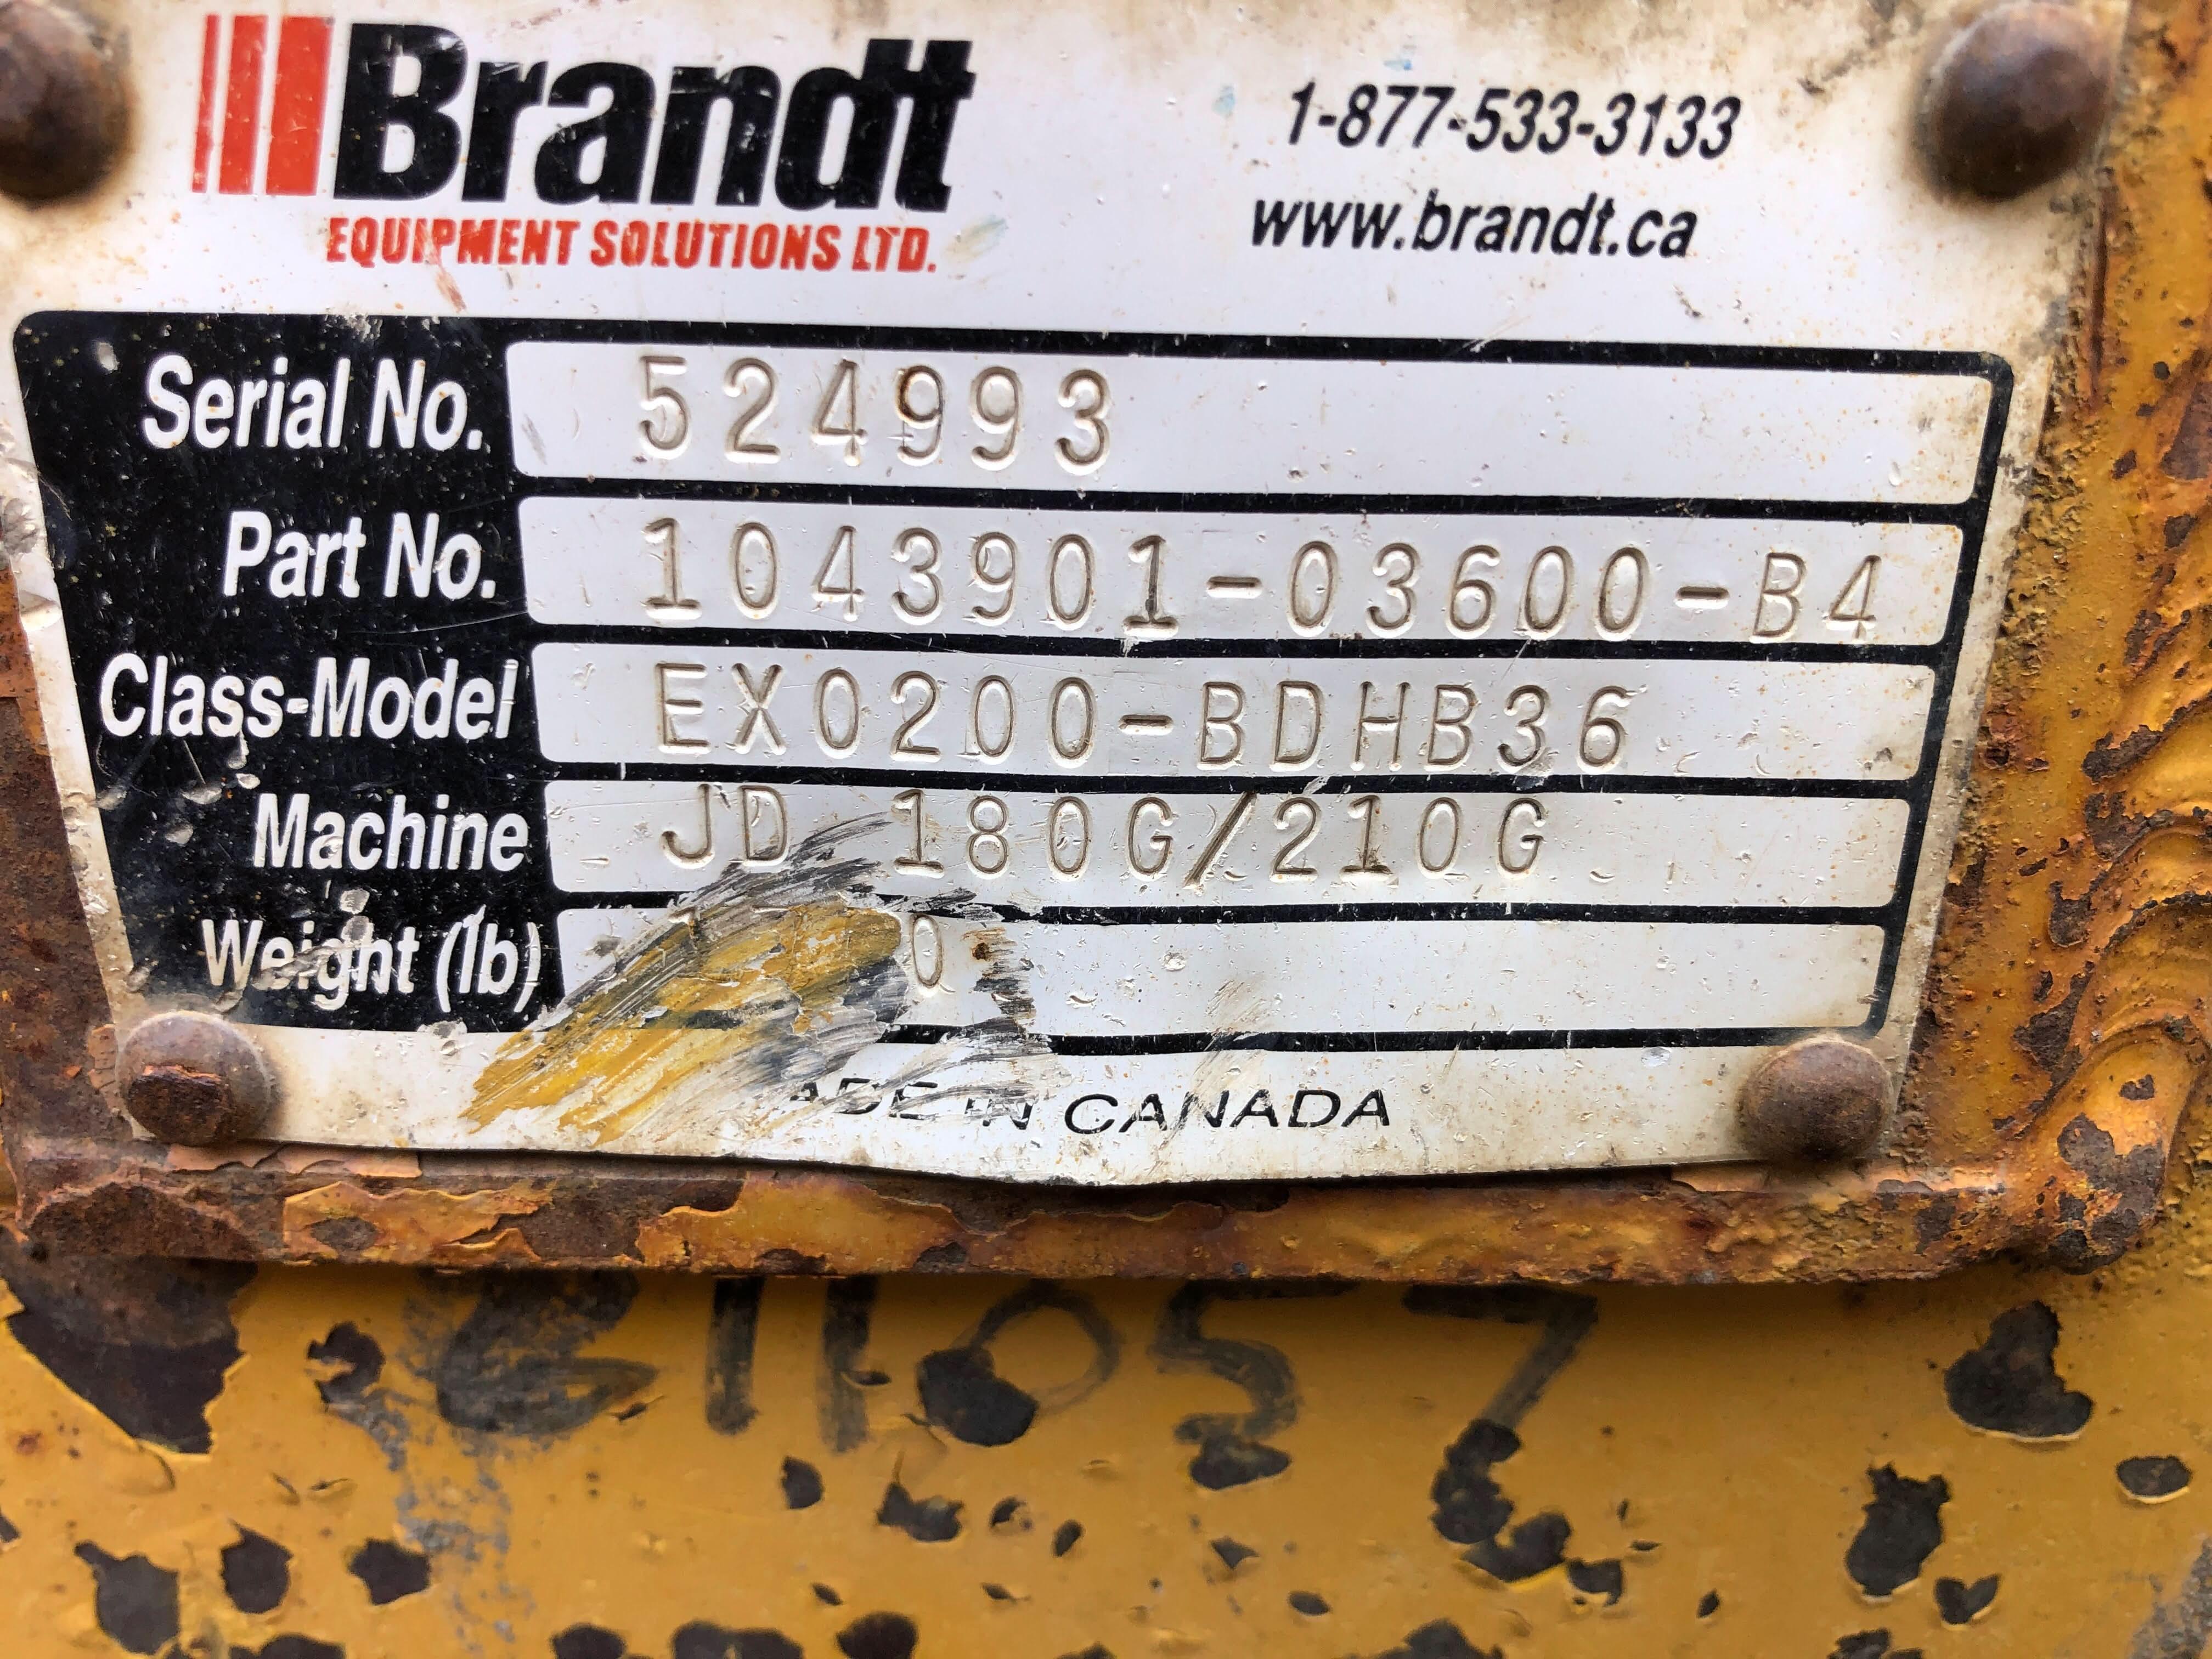 Brandt
EQUIPMENT SOLUTIONS LTD.
1-877-533-3133
www.brandt.ca
Serial No. 524993
Part No. 1043901-03600-B4
Class-Model EX0200-BDHB36
Machine JD 180G/210G
Weight (lb)
IN CANADA